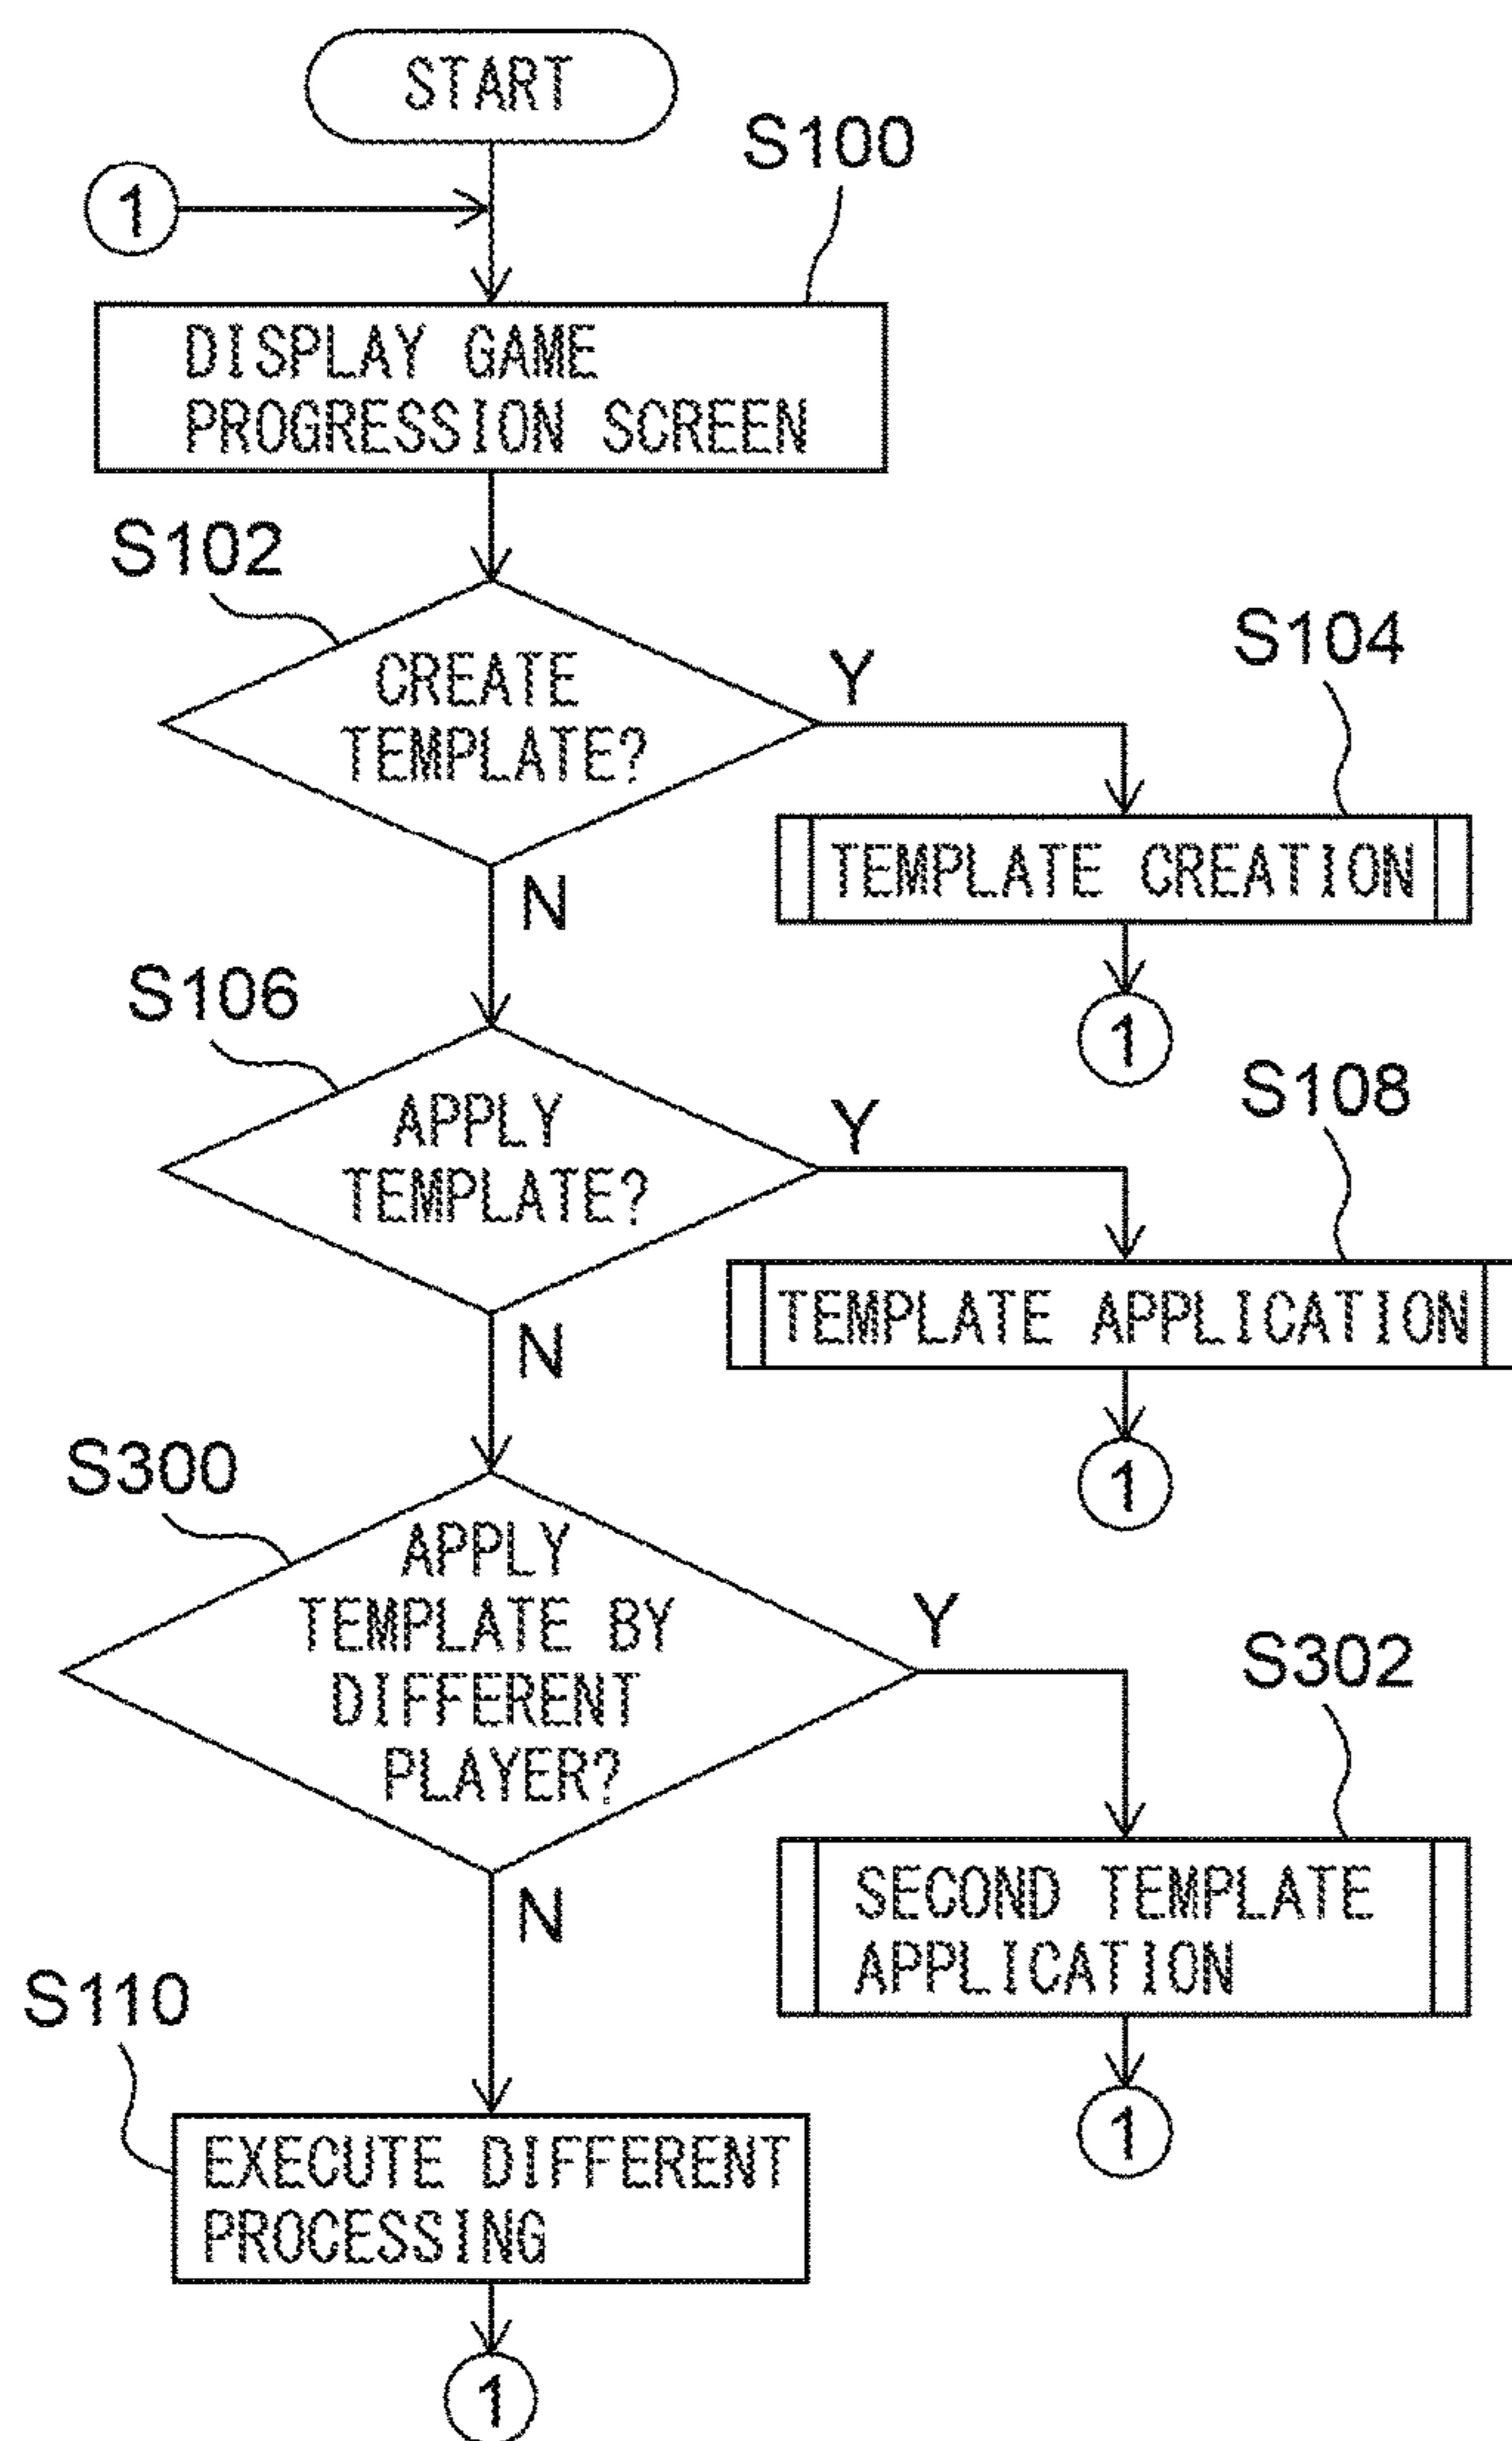 START
S100
1
DISPLAY GAME
PROGRESSION SCREEN
S102
CREATE
TEMPLATE?
Y
S104
TEMPLATE CREATION
N
1
S106
APPLY
TEMPLATE?
Y
S108
TEMPLATE APPLICATION
N
1
S300
APPLY
TEMPLATE BY
DIFFERENT
PLAYER?
Y
S302
SECOND TEMPLATE
APPLICATION
N
1
S110
EXECUTE DIFFERENT
PROCESSING
1